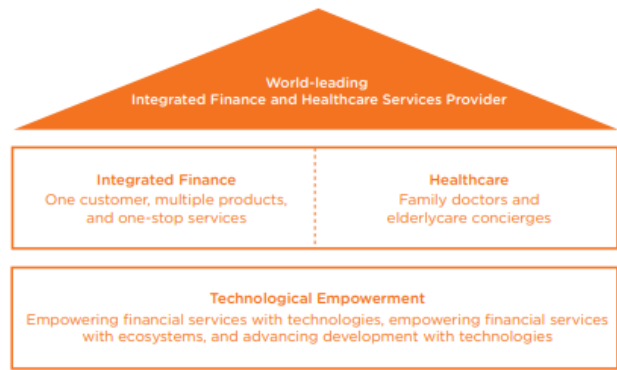 World-leading
Integrated Finance and Healthcare Services Provider
Integrated Finance
One customer, multiple products,
and one-stop services
Healthcare
Family doctors and
elderlycare concierges
Technological Empowerment
Empowering financial services with technologies, empowering financial services
with ecosystems, and advancing development with technologies